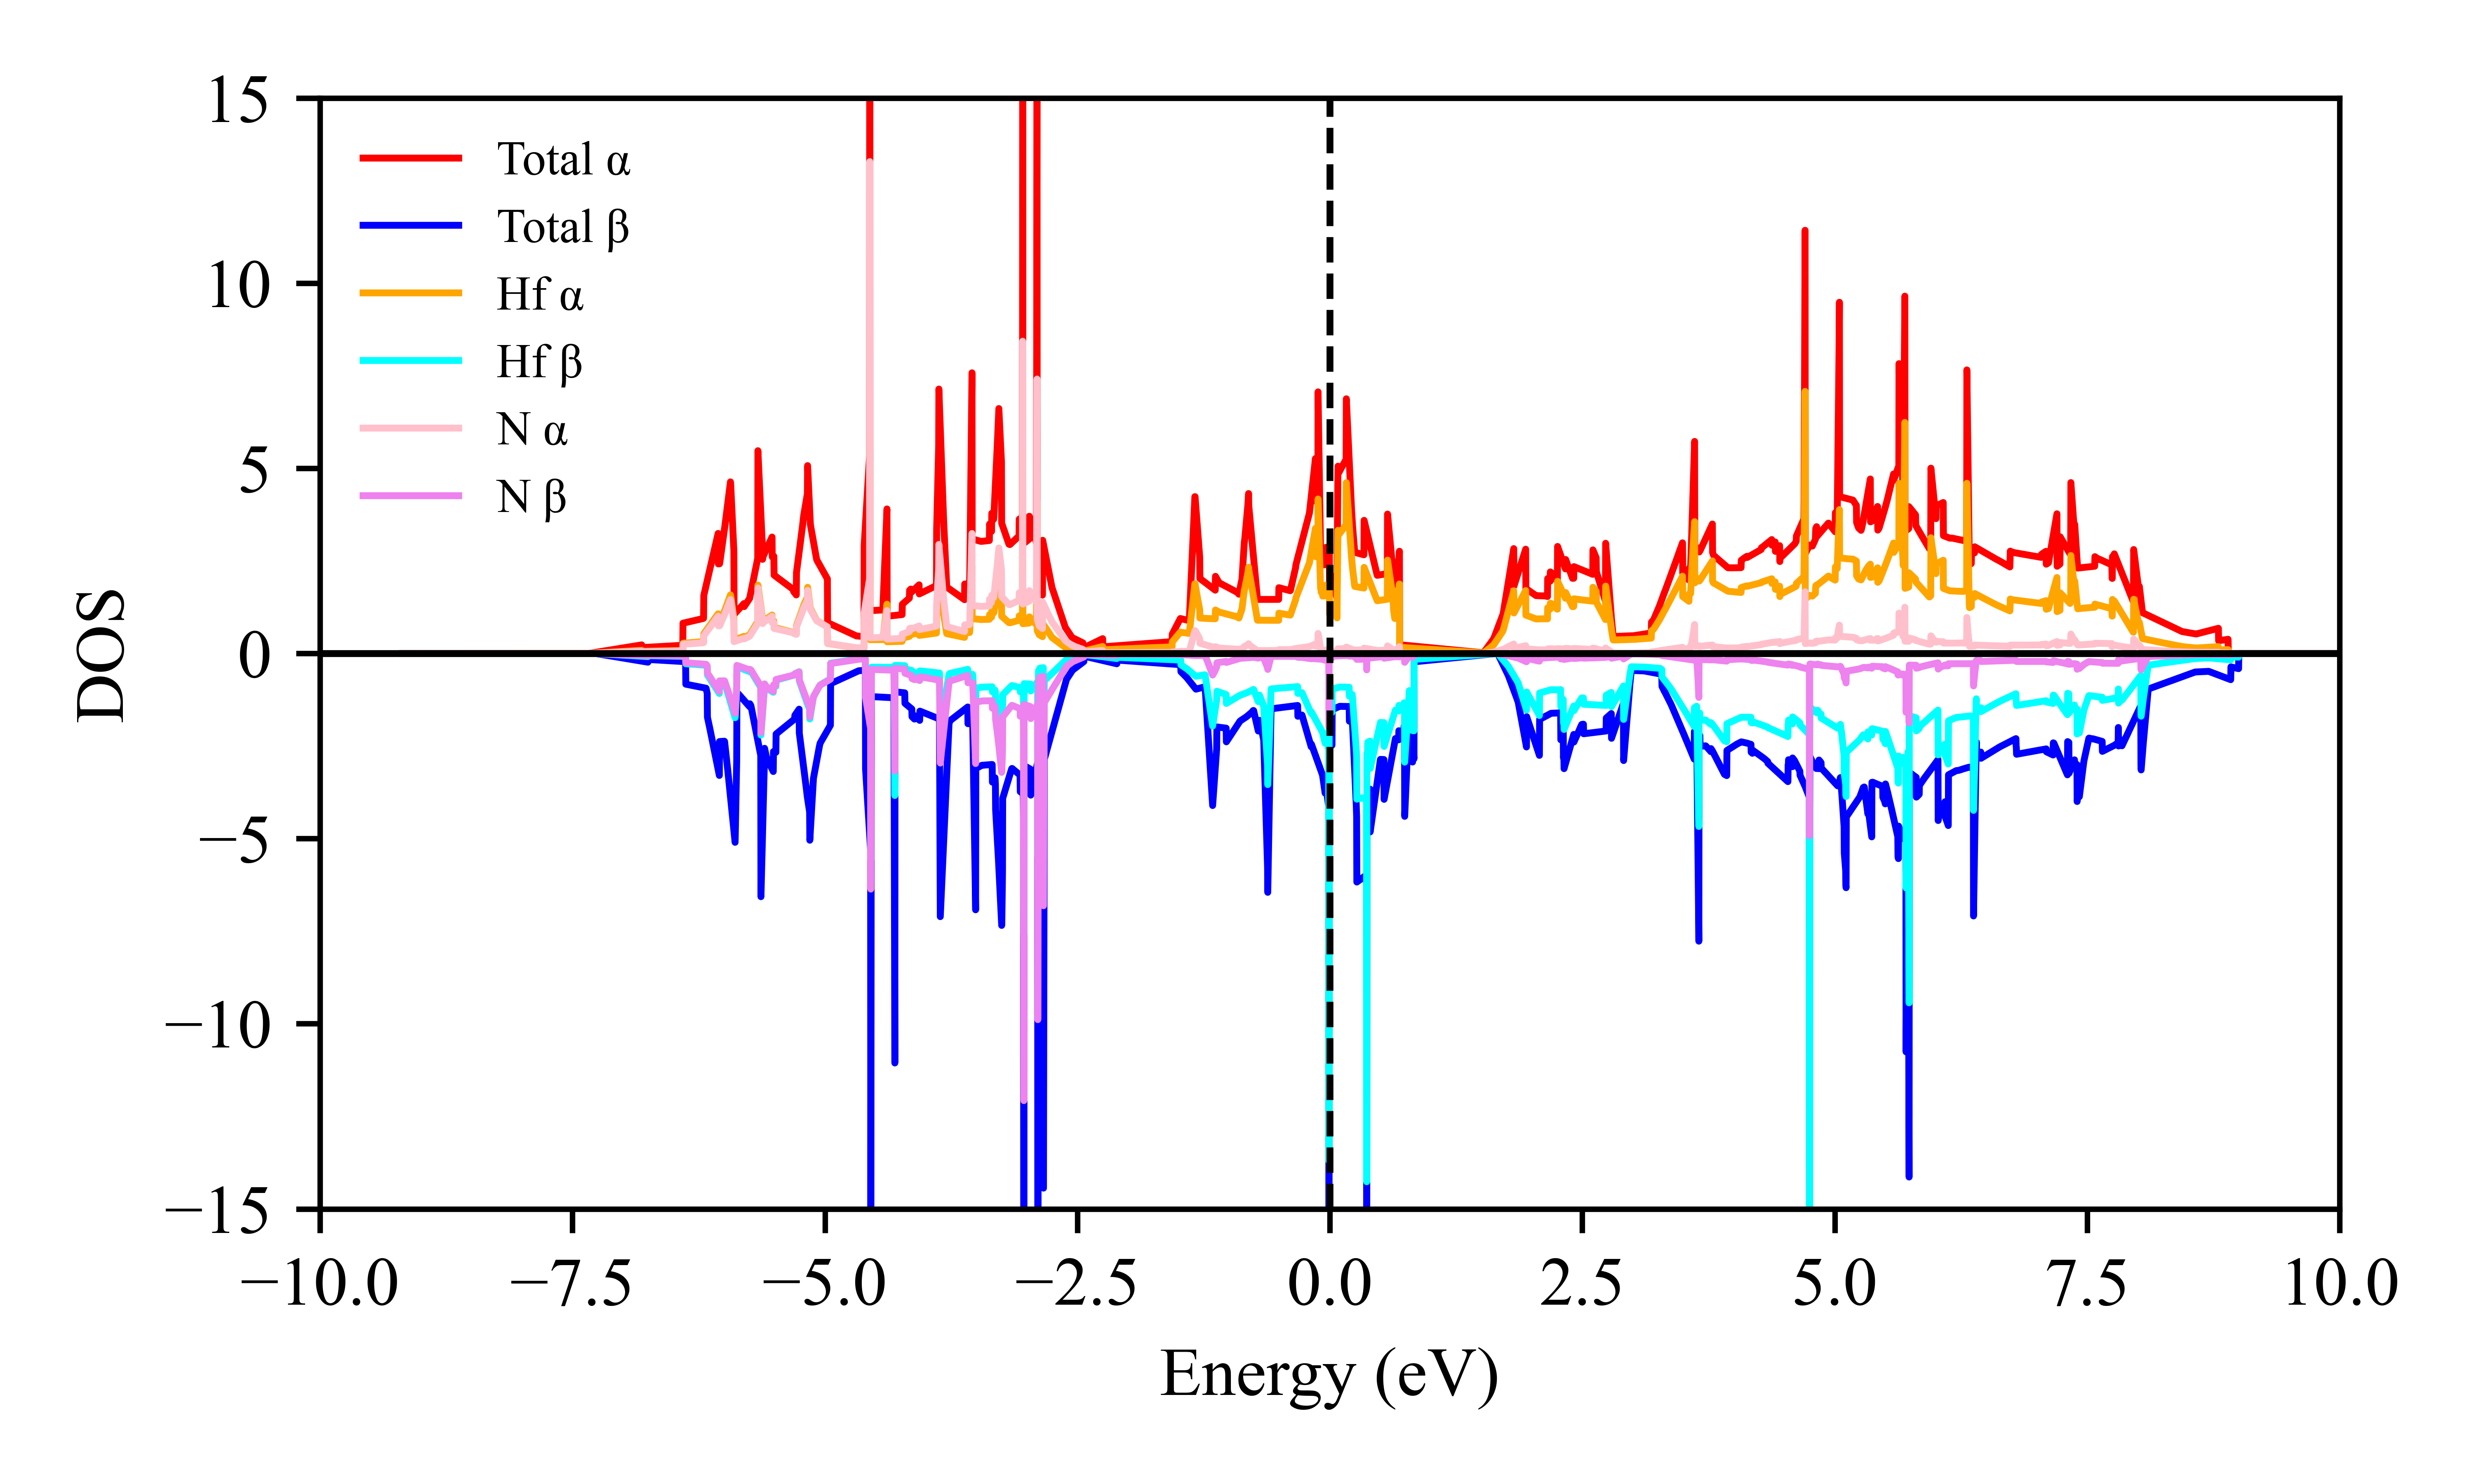 15
10
5
0
−5
−10
−15
DOS
Total α
Total β
Hf α
Hf β
N α
N β
−10.0 −7.5 −5.0 −2.5 0.0 2.5 5.0 7.5 10.0
Energy (eV)